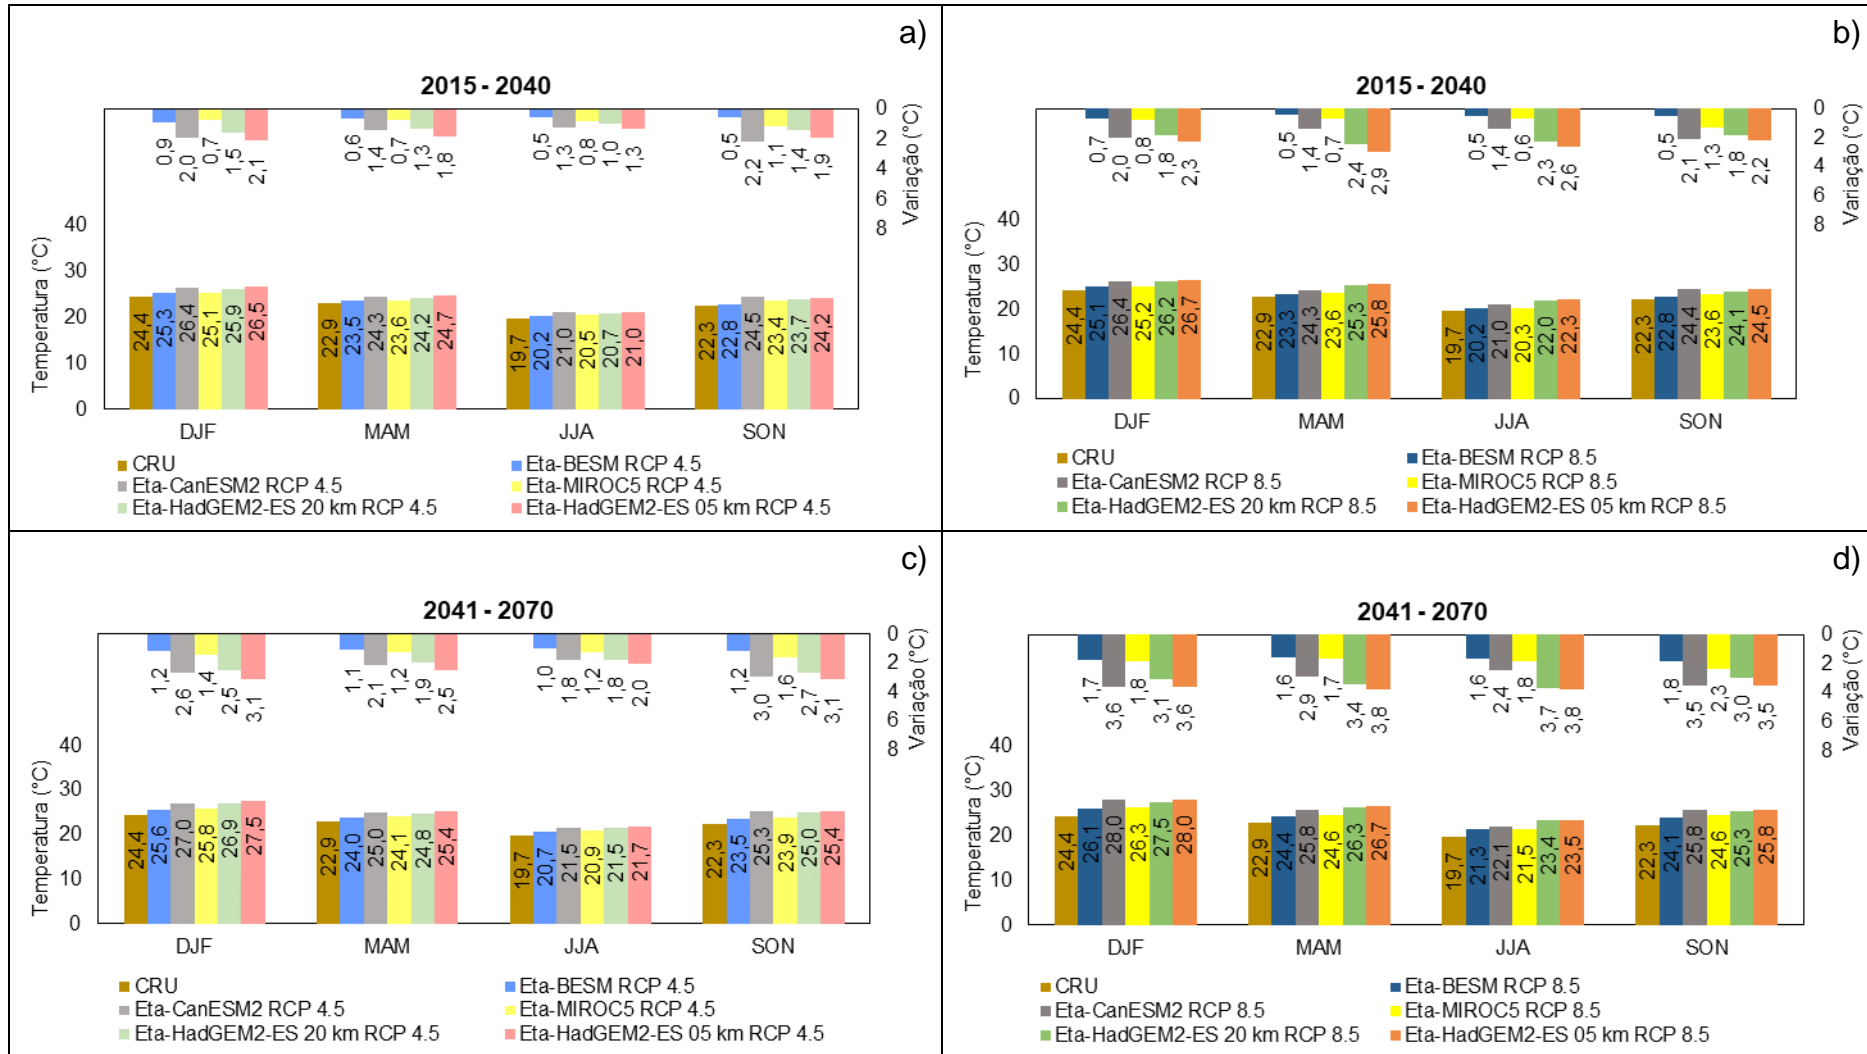 a)
2015 - 2040
0
2
4
6
8
Variação (°C)
0,9 2,0 0,7 1,5 2,1
0,6 1,4 0,7 1,3 1,8
0,5 1,3 0,8 1,0 1,3
0,5 2,2 1,1 1,4 1,9
Temperatura (°C)
40
30
20
10
0
24,4 25,3 26,4 25,1 25,9 26,5
22,9 23,5 24,3 23,6 24,2 24,7
19,7 20,2 21,0 20,5 20,7 21,0
22,3 22,8 24,5 23,4 23,7 24,2
DJF MAM JJA SON
CRU Eta-BESM RCP 4.5
Eta-CanESM2 RCP 4.5 Eta-MIROC5 RCP 4.5
Eta-HadGEM2-ES 20 km RCP 4.5 Eta-HadGEM2-ES 05 km RCP 4.5
b)
2015 - 2040
0
2
4
6
8
Variação (°C)
0,7 2,0 0,8 1,8 2,3
0,5 1,4 0,7 2,4 2,9
0,5 1,4 0,6 2,3 2,6
0,5 2,1 1,3 1,8 2,2
Temperatura (°C)
40
30
20
10
0
24,4 25,1 26,4 25,2 26,2 26,7
22,9 23,3 24,3 23,6 25,3 25,8
19,7 20,2 21,0 20,3 22,0 22,3
22,3 22,8 24,4 23,6 24,1 24,5
DJF MAM JJA SON
CRU Eta-BESM RCP 8.5
Eta-CanESM2 RCP 8.5 Eta-MIROC5 RCP 8.5
Eta-HadGEM2-ES 20 km RCP 8.5 Eta-HadGEM2-ES 05 km RCP 8.5
c)
2041 - 2070
0
2
4
6
8
Variação (°C)
1,2 2,6 1,4 2,5 3,1
1,1 2,1 1,2 1,9 2,5
1,0 1,8 1,2 1,8 2,0
1,2 3,0 1,6 2,7 3,1
Temperatura (°C)
40
30
20
10
0
24,4 25,6 27,0 25,8 26,9 27,5
22,9 24,0 25,0 24,1 24,8 25,4
19,7 20,7 21,5 20,9 21,5 21,7
22,3 23,5 25,3 23,9 25,0 25,4
DJF MAM JJA SON
CRU Eta-BESM RCP 4.5
Eta-CanESM2 RCP 4.5 Eta-MIROC5 RCP 4.5
Eta-HadGEM2-ES 20 km RCP 4.5 Eta-HadGEM2-ES 05 km RCP 4.5
d)
2041 - 2070
0
2
4
6
8
Variação (°C)
1,7 3,6 1,8 3,1 3,6
1,6 2,9 1,7 3,4 3,8
1,6 2,4 1,8 3,7 3,8
1,8 3,5 2,3 3,0 3,5
Temperatura (°C)
40
30
20
10
0
24,4 26,1 28,0 26,3 27,5 28,0
22,9 24,4 25,8 24,6 26,3 26,7
19,7 21,3 22,1 21,5 23,4 23,5
22,3 24,1 25,8 24,6 25,3 25,8
DJF MAM JJA SON
CRU Eta-BESM RCP 8.5
Eta-CanESM2 RCP 8.5 Eta-MIROC5 RCP 8.5
Eta-HadGEM2-ES 20 km RCP 8.5 Eta-HadGEM2-ES 05 km RCP 8.5